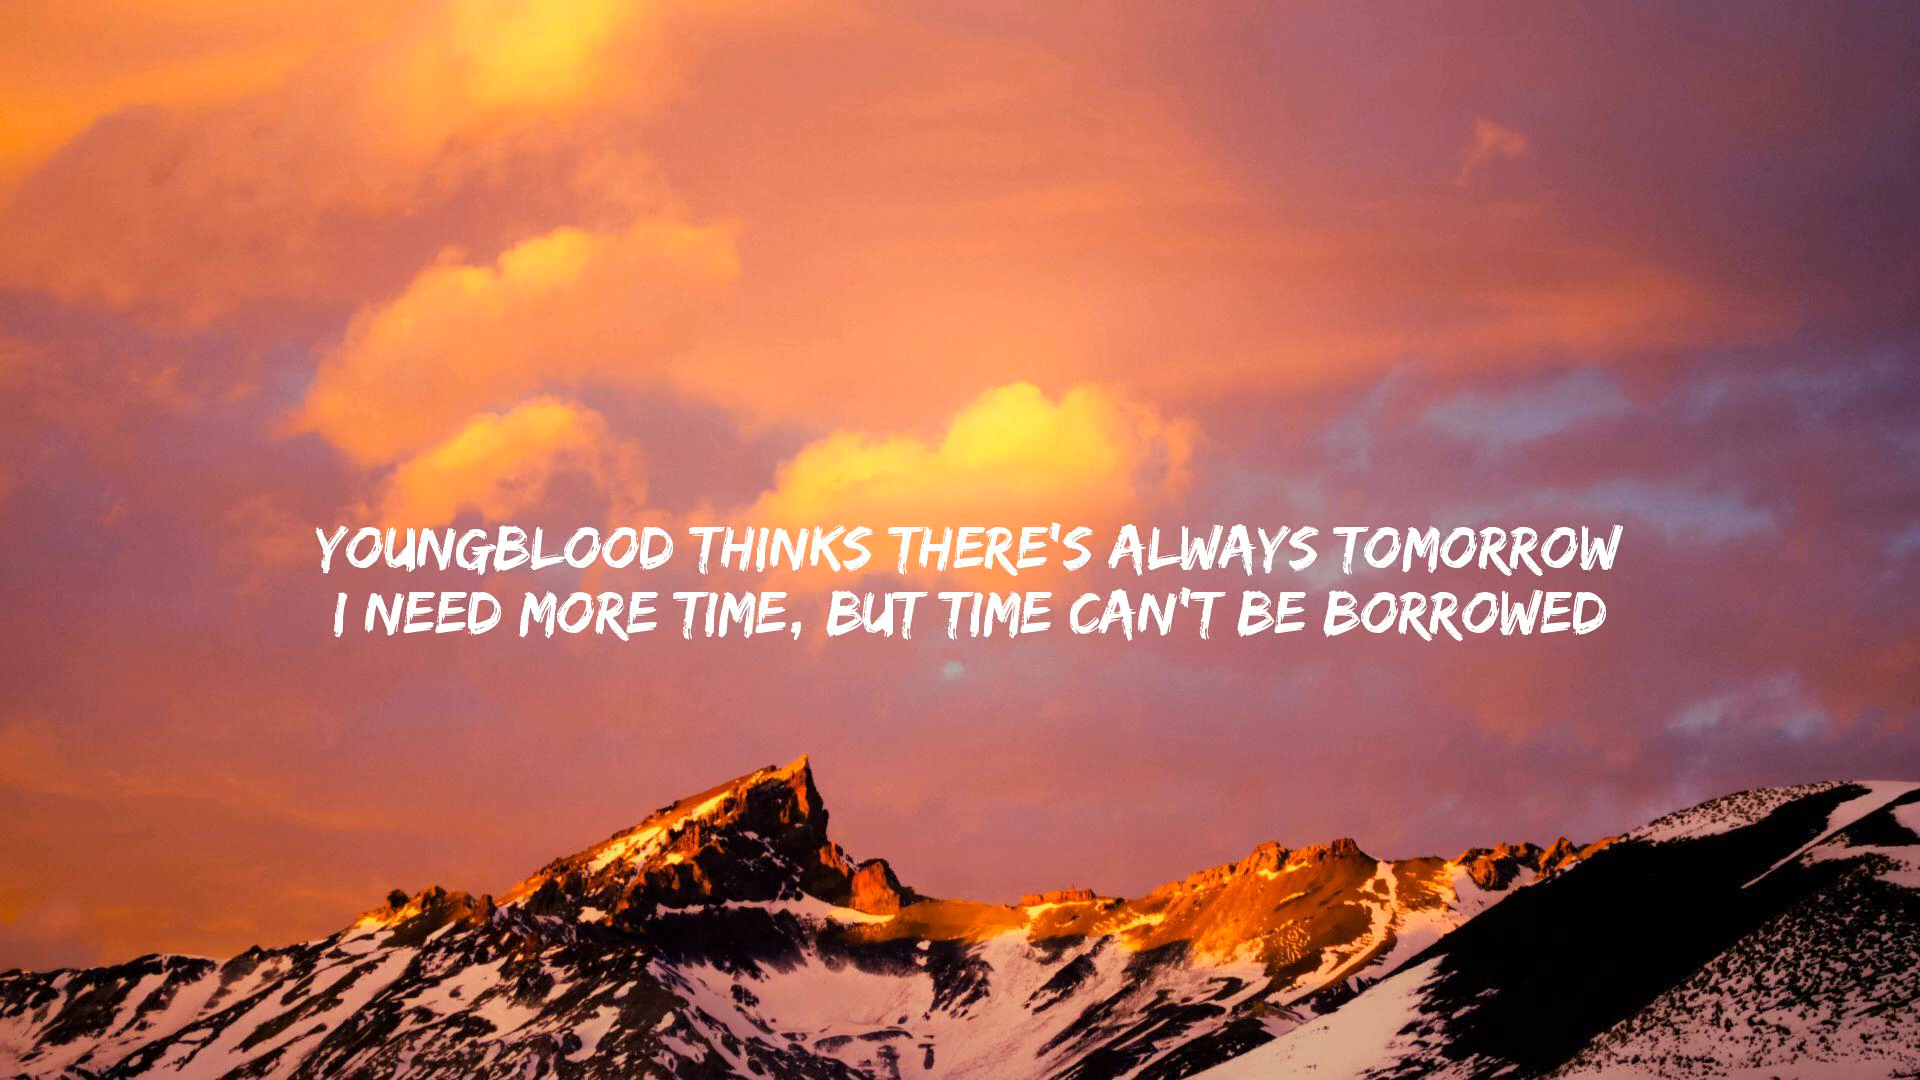 YOUNGBLOOD THINKS THERE'S ALWAYS TOMORROW
I NEED MORE TIME, BUT TIME CAN'T BE BORROWED